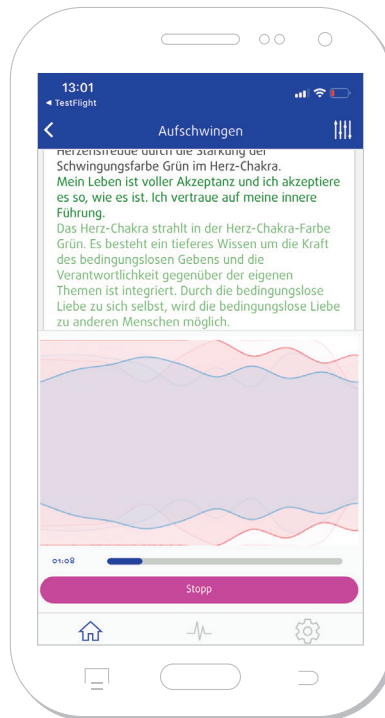 13:01
◀ TestFlight
Aufschwingen
Herzensfreude durch die Stärkung der
Schwingungsfarbe Grün im Herz-Chakra.
Mein Leben ist voller Akzeptanz und ich akzeptiere
es so, wie es ist. Ich vertraue auf meine innere
Führung.
Das Herz-Chakra strahlt in der Herz-Chakra-Farbe
Grün. Es besteht ein tieferes Wissen um die Kraft
des bedingungslosen Gebens und die
Verantwortlichkeit gegenüber der eigenen
Themen ist integriert. Durch die bedingungslose
Liebe zu sich selbst, wird die bedingungslose Liebe
zu anderen Menschen möglich.
01:08
Stopp